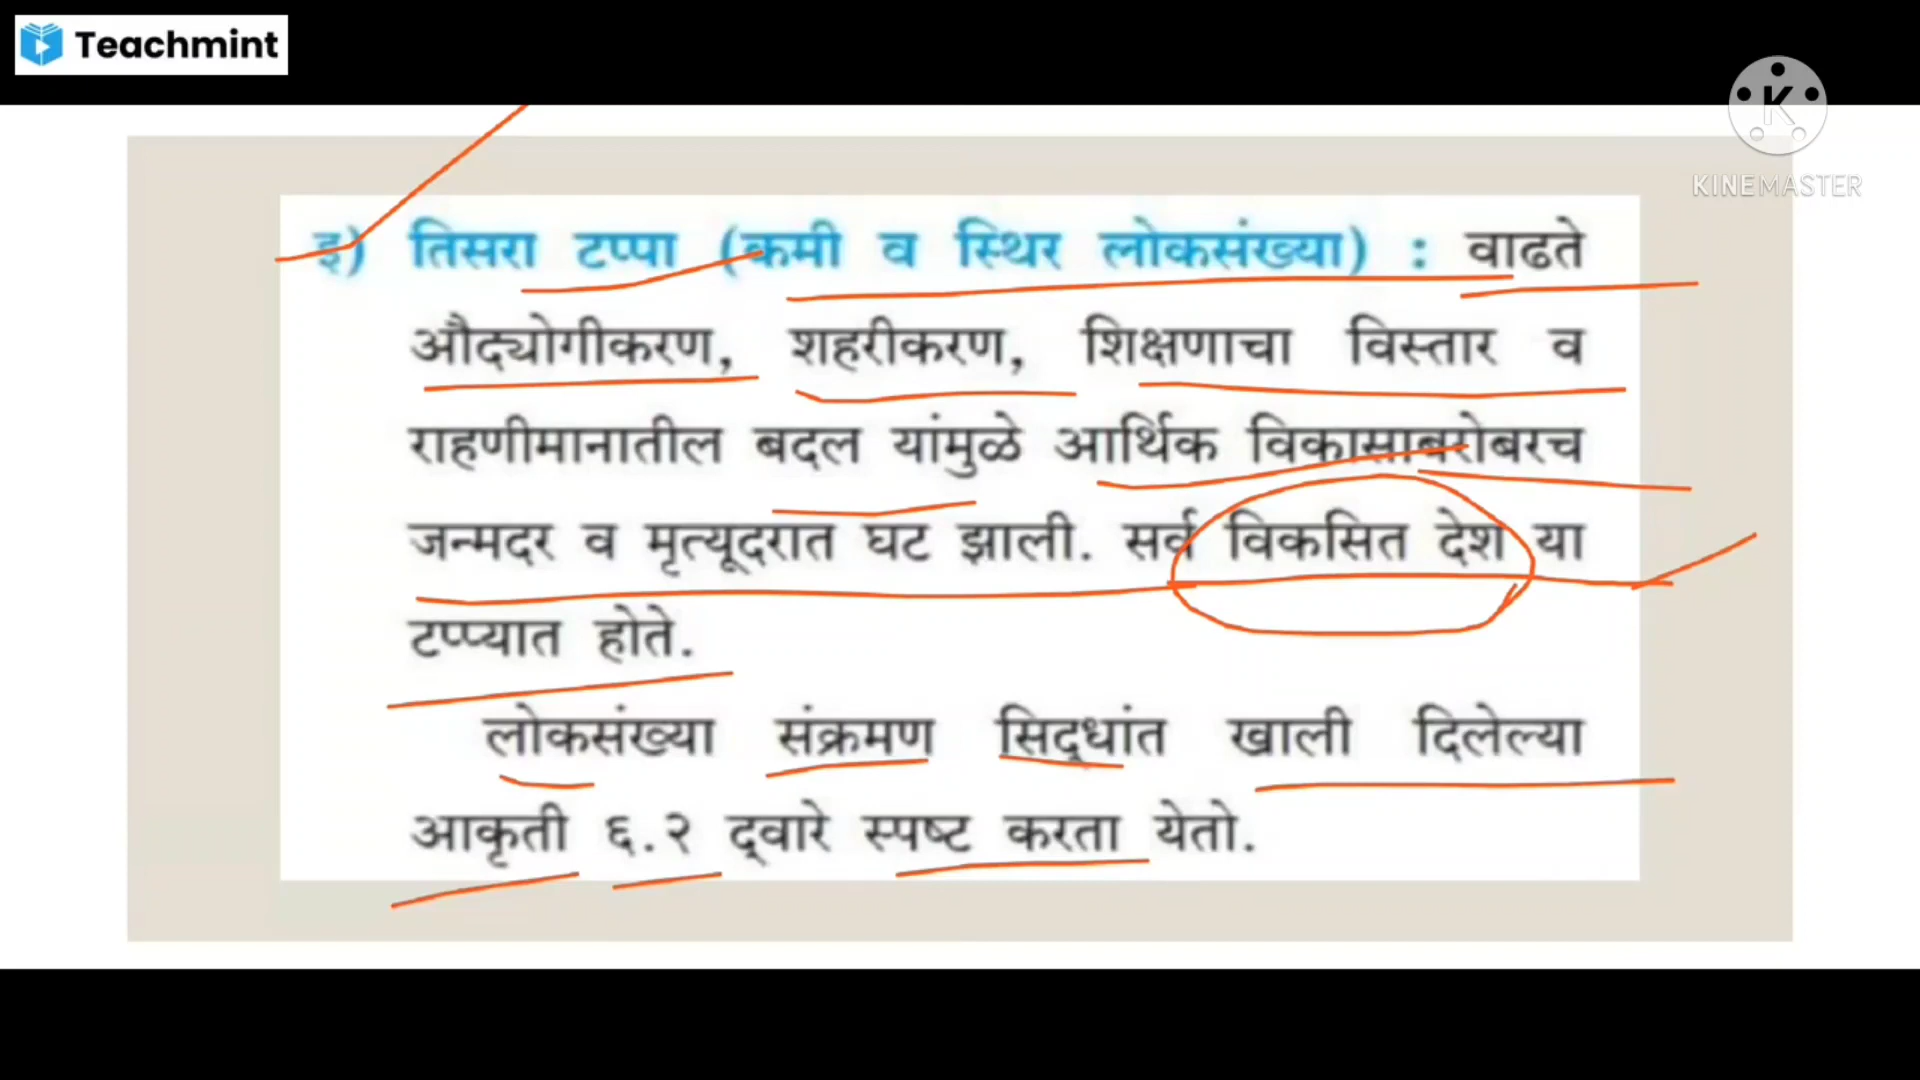 Teachmint
KINEMASTER
इ) तिसरा टप्पा (कमी व स्थिर लोकसंख्या) : वाढते
औद्योगीकरण, शहरीकरण, शिक्षणाचा विस्तार व
राहणीमानातील बदल यांमुळे आर्थिक विकासाबरोबरच
जन्मदर व मृत्यूदरात घट झाली. सर्व विकसित देश या
टप्प्यात होते.
लोकसंख्या संक्रमण सिद्धांत खाली दिलेल्या
आकृती ६.२ द्वारे स्पष्ट करता येतो.